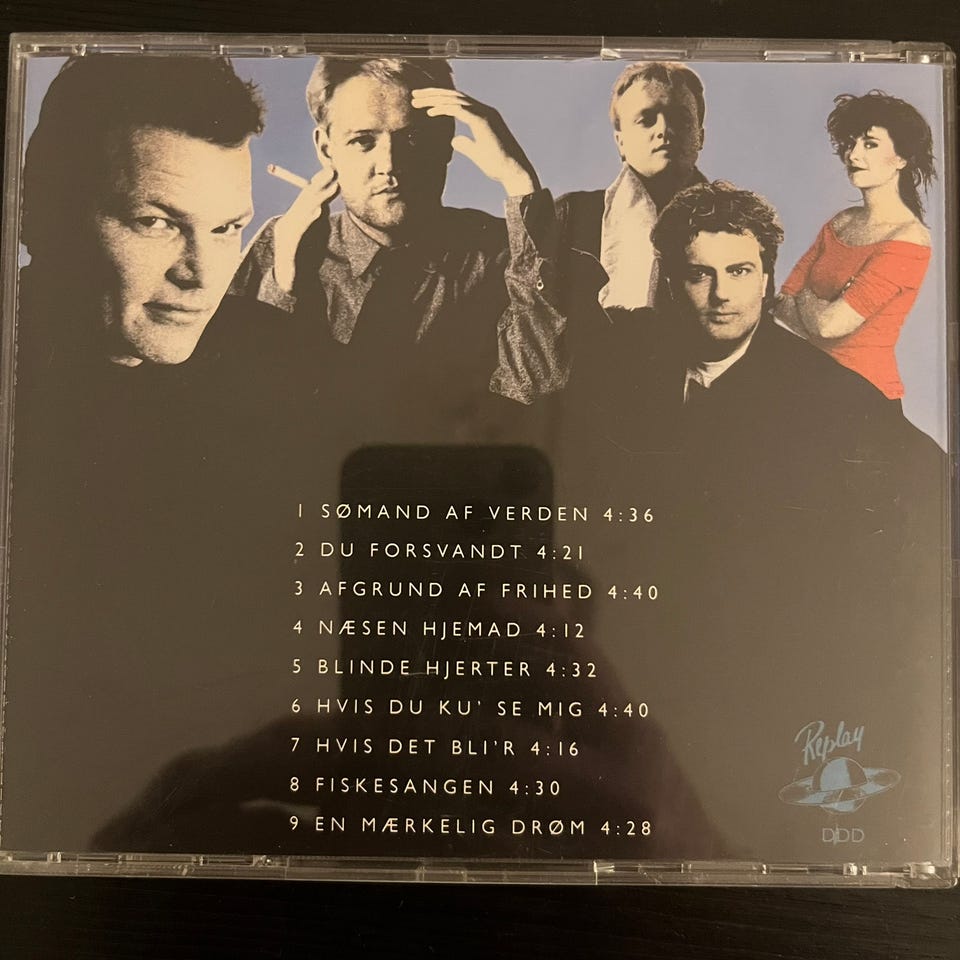 1 SØMAND AF VERDEN 4:36
2 DU FORSVANDT 4:21
3 AFGRUND AF FRIHED 4:40
4 NÆSEN HJEMAD 4:12
5 BLINDE HJERTER 4:32
6 HVIS DU KU' SE MIG 4:40
7 HVIS DET BLI'R 4:16
8 FISKESANGEN 4:30
9 EN MÆRKELIG DRØM 4:28
Replay
DDD